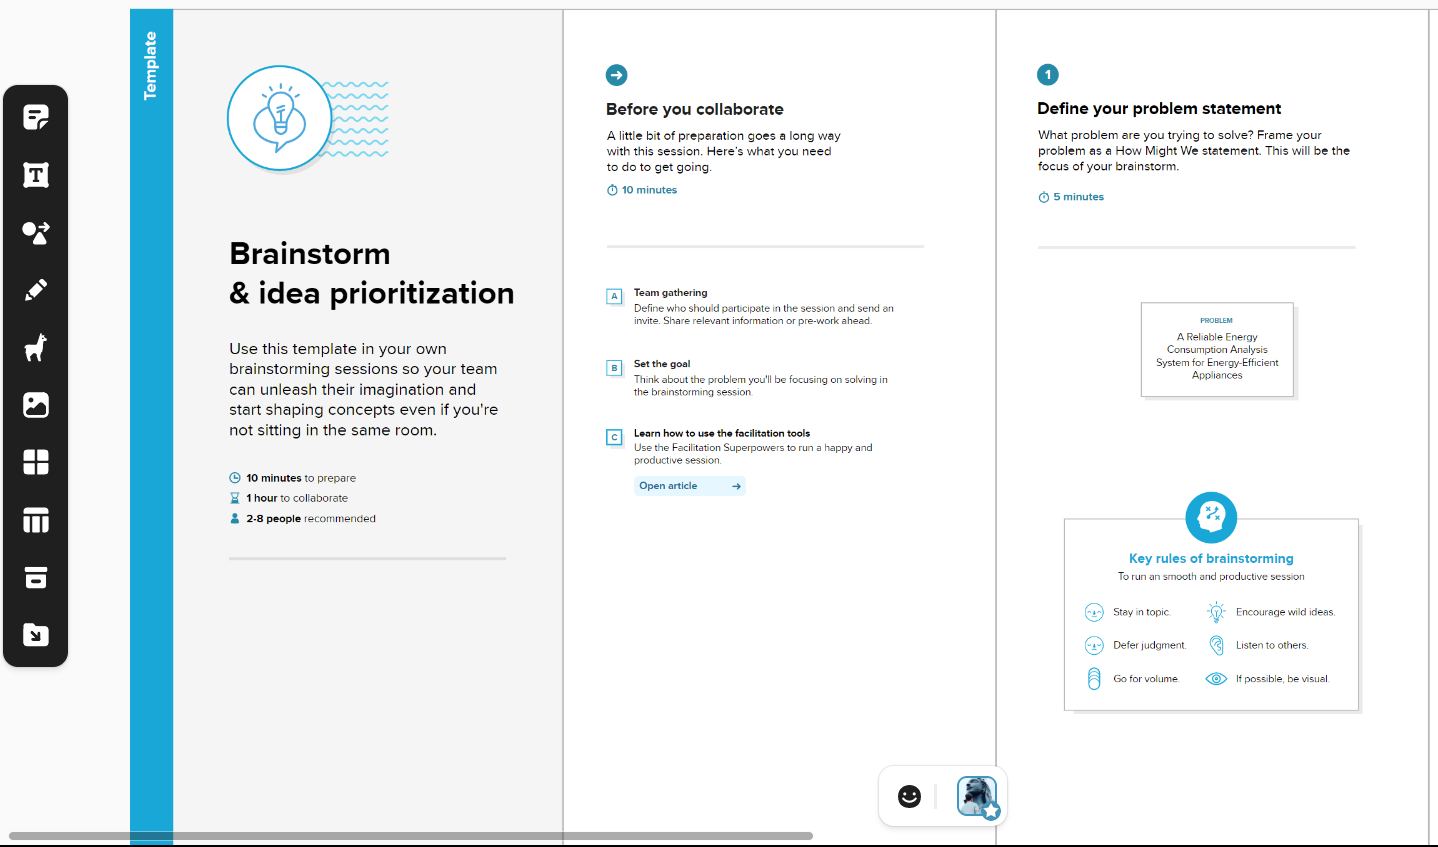 Template
Brainstorm
& idea prioritization
Use this template in your own
brainstorming sessions so your team
can unleash their imagination and
start shaping concepts even if you're
not sitting in the same room.
10 minutes to prepare
1 hour to collaborate
2-8 people recommended
Before you collaborate
A little bit of preparation goes a long way
with this session. Here's what you need
to do to get going.
10 minutes
A
Team gathering
Define who should participate in the session and send an
invite. Share relevant information or pre-work ahead.
B
Set the goal
Think about the problem you'll be focusing on solving in
the brainstorming session.
C
Learn how to use the facilitation tools
Use the Facilitation Superpowers to run a happy and
productive session.
Open article
1
Define your problem statement
What problem are you trying to solve? Frame your
problem as a How Might We statement. This will be the
focus of your brainstorm.
5 minutes
PROBLEM
A Reliable Energy
Consumption Analysis
System for Energy-Efficient
Appliances
Key rules of brainstorming
To run an smooth and productive session
Stay in topic.
Encourage wild ideas.
Defer judgment.
Listen to others.
Go for volume.
If possible, be visual.